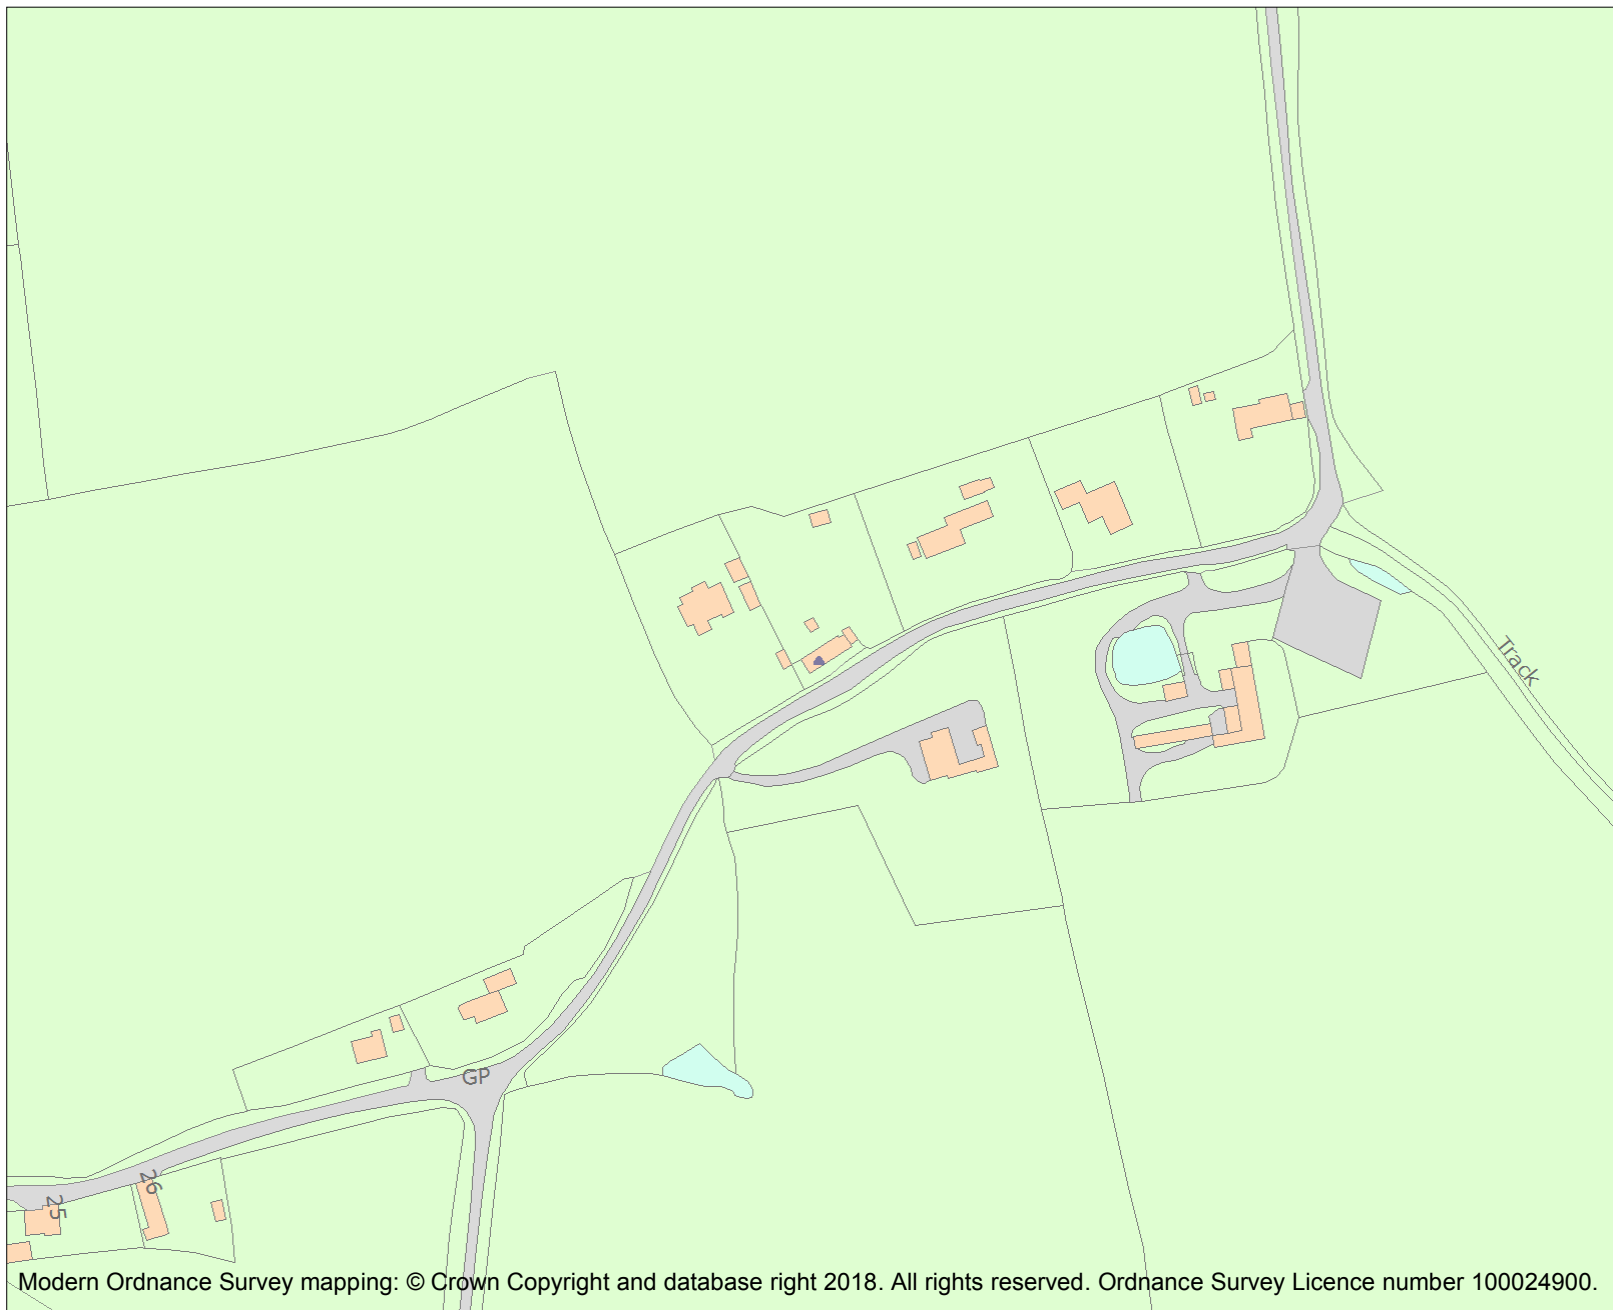 Track
GP
26
25
Modern Ordnance Survey mapping: © Crown Copyright and database right 2018. All rights reserved. Ordnance Survey Licence number 100024900.